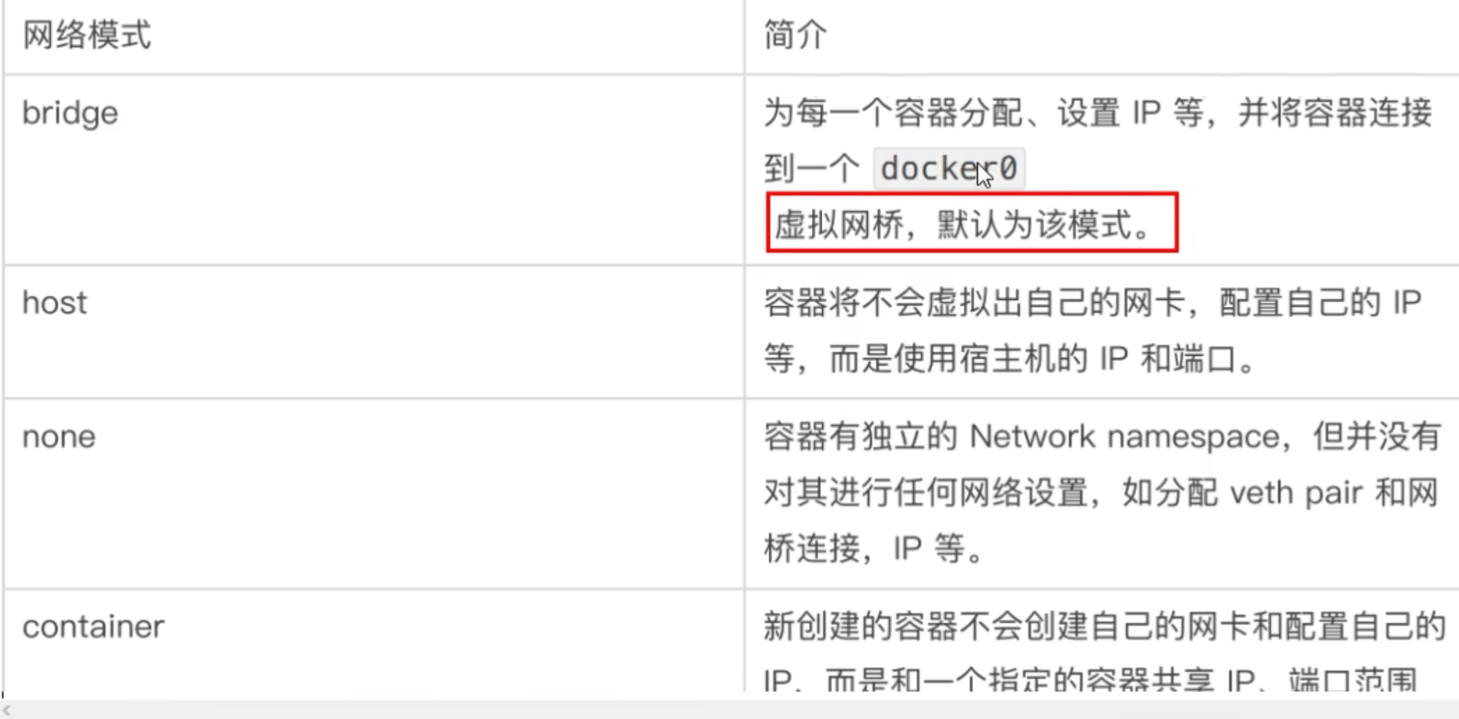 网络模式
简介
bridge
为每一个容器分配、设置 IP 等，并将容器连接
到一个 docker0
虚拟网桥，默认为该模式。
host
容器将不会虚拟出自己的网卡，配置自己的 IP
等，而是使用宿主机的 IP 和端口。
none
容器有独立的 Network namespace，但并没有
对其进行任何网络设置，如分配 veth pair 和网
桥连接，IP 等。
container
新创建的容器不会创建自己的网卡和配置自己的
IP，而是和一个指定的容器共享 IP、端口范围